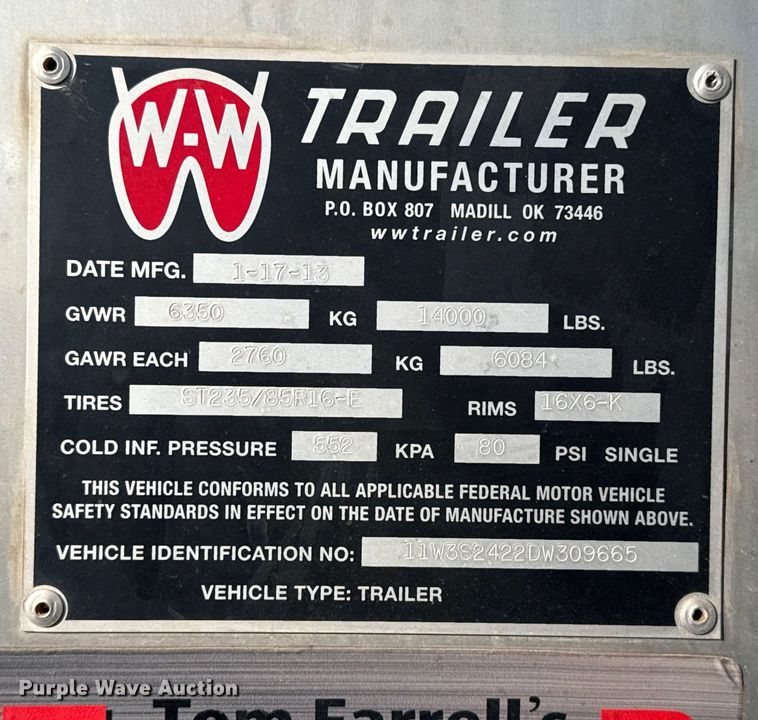 W-W TRAILER
MANUFACTURER
P.O. BOX 807 MADILL OK 73446
wwtrailer.com
DATE MFG. 1-17-13
GVWR 6350 KG 14000 LBS.
GAWR EACH 2760 KG 6084 LBS.
TIRES ST235/85R16-E RIMS 16X6-K
COLD INF. PRESSURE 552 KPA 80 PSI SINGLE
THIS VEHICLE CONFORMS TO ALL APPLICABLE FEDERAL MOTOR VEHICLE
SAFETY STANDARDS IN EFFECT ON THE DATE OF MANUFACTURE SHOWN ABOVE.
VEHICLE IDENTIFICATION NO: 11W3S2422DW309665
VEHICLE TYPE: TRAILER
Purple Wave Auction
Tom Farrell's